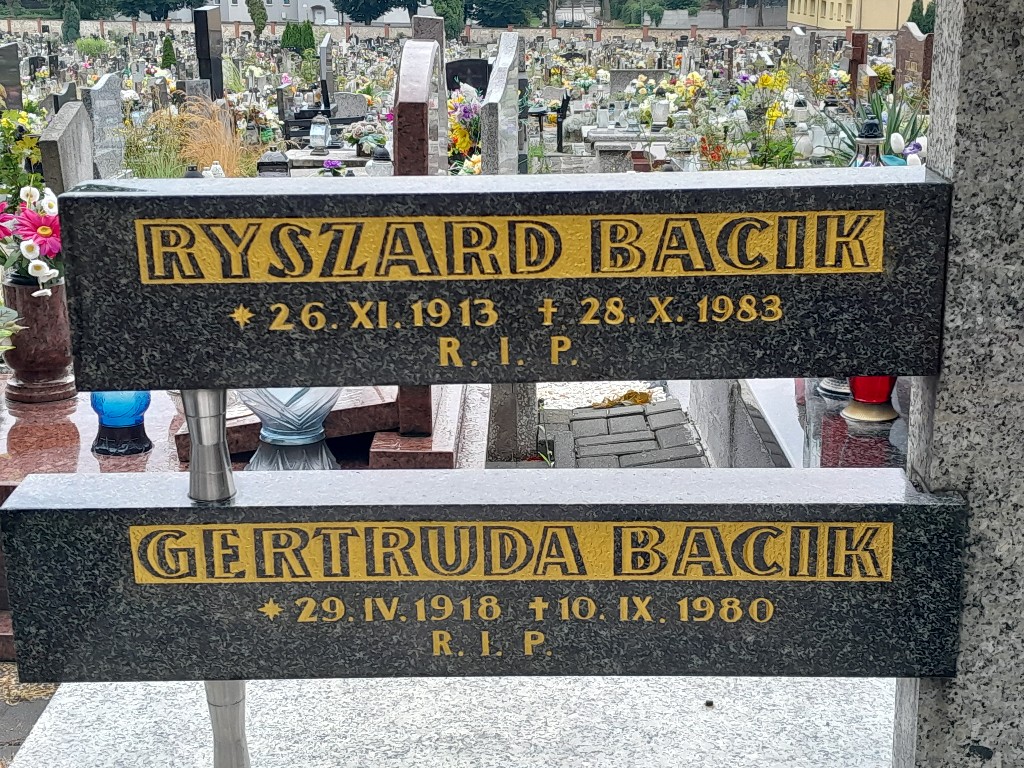 RYSZARD BACIK
* 26. XI. 1913 † 28. X. 1983
R. I. P.
GERTRUDA BACIK
* 29. IV. 1918 † 10. IX. 1980
R. I. P.